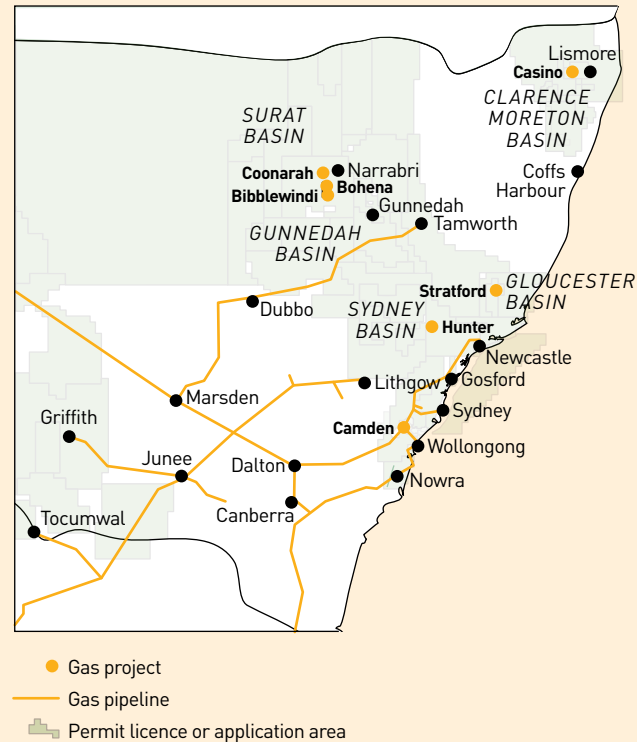 Lismore
Casino
CLARENCE
MORETON
BASIN
SURAT
BASIN
Coonarah
Narrabri
Bohena
Bibblewindi
Coffs
Harbour
Gunnedah
Tamworth
GUNNEDAH
BASIN
Stratford
GLOUCESTER
BASIN
Dubbo
SYDNEY
BASIN
Hunter
Newcastle
Lithgow
Gosford
Marsden
Sydney
Griffith
Camden
Wollongong
Junee
Dalton
Nowra
Canberra
Tocumwal
Gas project
Gas pipeline
Permit licence or application area